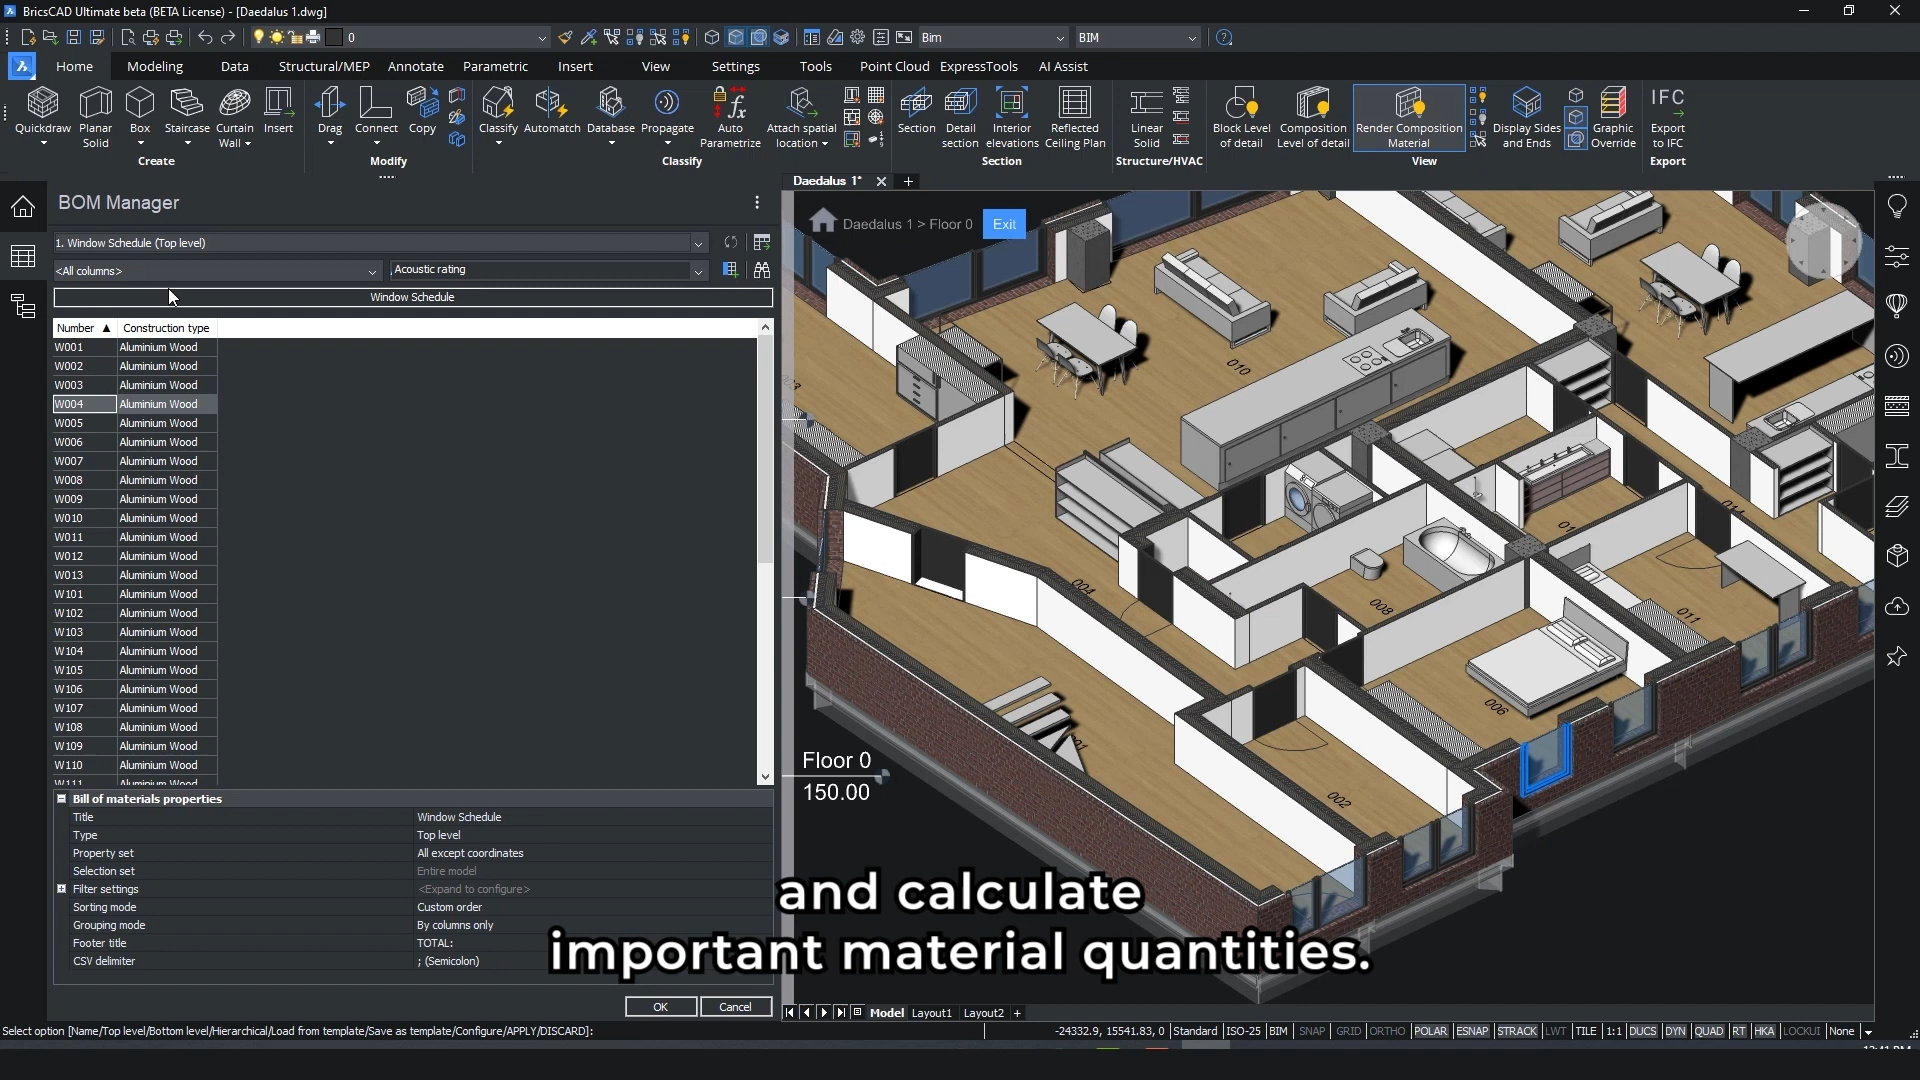 BricsCAD Ultimate beta (BETA License) - [Daedalus 1.dwg]
0
Bim
BIM
Home
Modeling
Data
Structural/MEP
Annotate
Parametric
Insert
View
Settings
Tools
Point Cloud
ExpressTools
AI Assist
Quickdraw
Planar Solid
Box
Staircase
Curtain Wall
Insert
Drag
Connect
Copy
Classify
Automatch
Database
Propagate
Auto Parametrize
Attach spatial location
Section
Detail section
Interior elevations
Reflected Ceiling Plan
Linear Solid
Block Level of detail
Composition Level of detail
Render Composition Material
Display Sides and Ends
Graphic Override
IFC
Export to IFC
Create
Modify
Classify
Section
Structure/HVAC
View
Export
Daedalus 1*
BOM Manager
1. Window Schedule (Top level)
<All columns>
Acoustic rating
Window Schedule
Number
Construction type
W001 Aluminium Wood
W002 Aluminium Wood
W003 Aluminium Wood
W004 Aluminium Wood
W005 Aluminium Wood
W006 Aluminium Wood
W007 Aluminium Wood
W008 Aluminium Wood
W009 Aluminium Wood
W010 Aluminium Wood
W011 Aluminium Wood
W012 Aluminium Wood
W013 Aluminium Wood
W101 Aluminium Wood
W102 Aluminium Wood
W103 Aluminium Wood
W104 Aluminium Wood
W105 Aluminium Wood
W106 Aluminium Wood
W107 Aluminium Wood
W108 Aluminium Wood
W109 Aluminium Wood
W110 Aluminium Wood
W111 Aluminium Wood
Bill of materials properties
Title Window Schedule
Type Top level
Property set All except coordinates
Selection set Entire model
Filter settings <Expand to configure>
Sorting mode Custom order
Grouping mode By columns only
Footer title TOTAL:
CSV delimiter ; (Semicolon)
OK
Cancel
Daedalus 1 > Floor 0
Exit
010
004
008
011
006
002
Floor 0
150.00
and calculate
important material quantities.
Model
Layout1
Layout2
+
Select option [Name/Top level/Bottom level/Hierarchical/Load from template/Save as template/Configure/APPLY/DISCARD]:
-24332.9, 15541.83, 0
Standard
ISO-25
BIM
SNAP
GRID
ORTHO
POLAR
ESNAP
STRACK
LWT
TILE
1:1
DUCS
DYN
QUAD
RT
HKA
LOCKUI
None